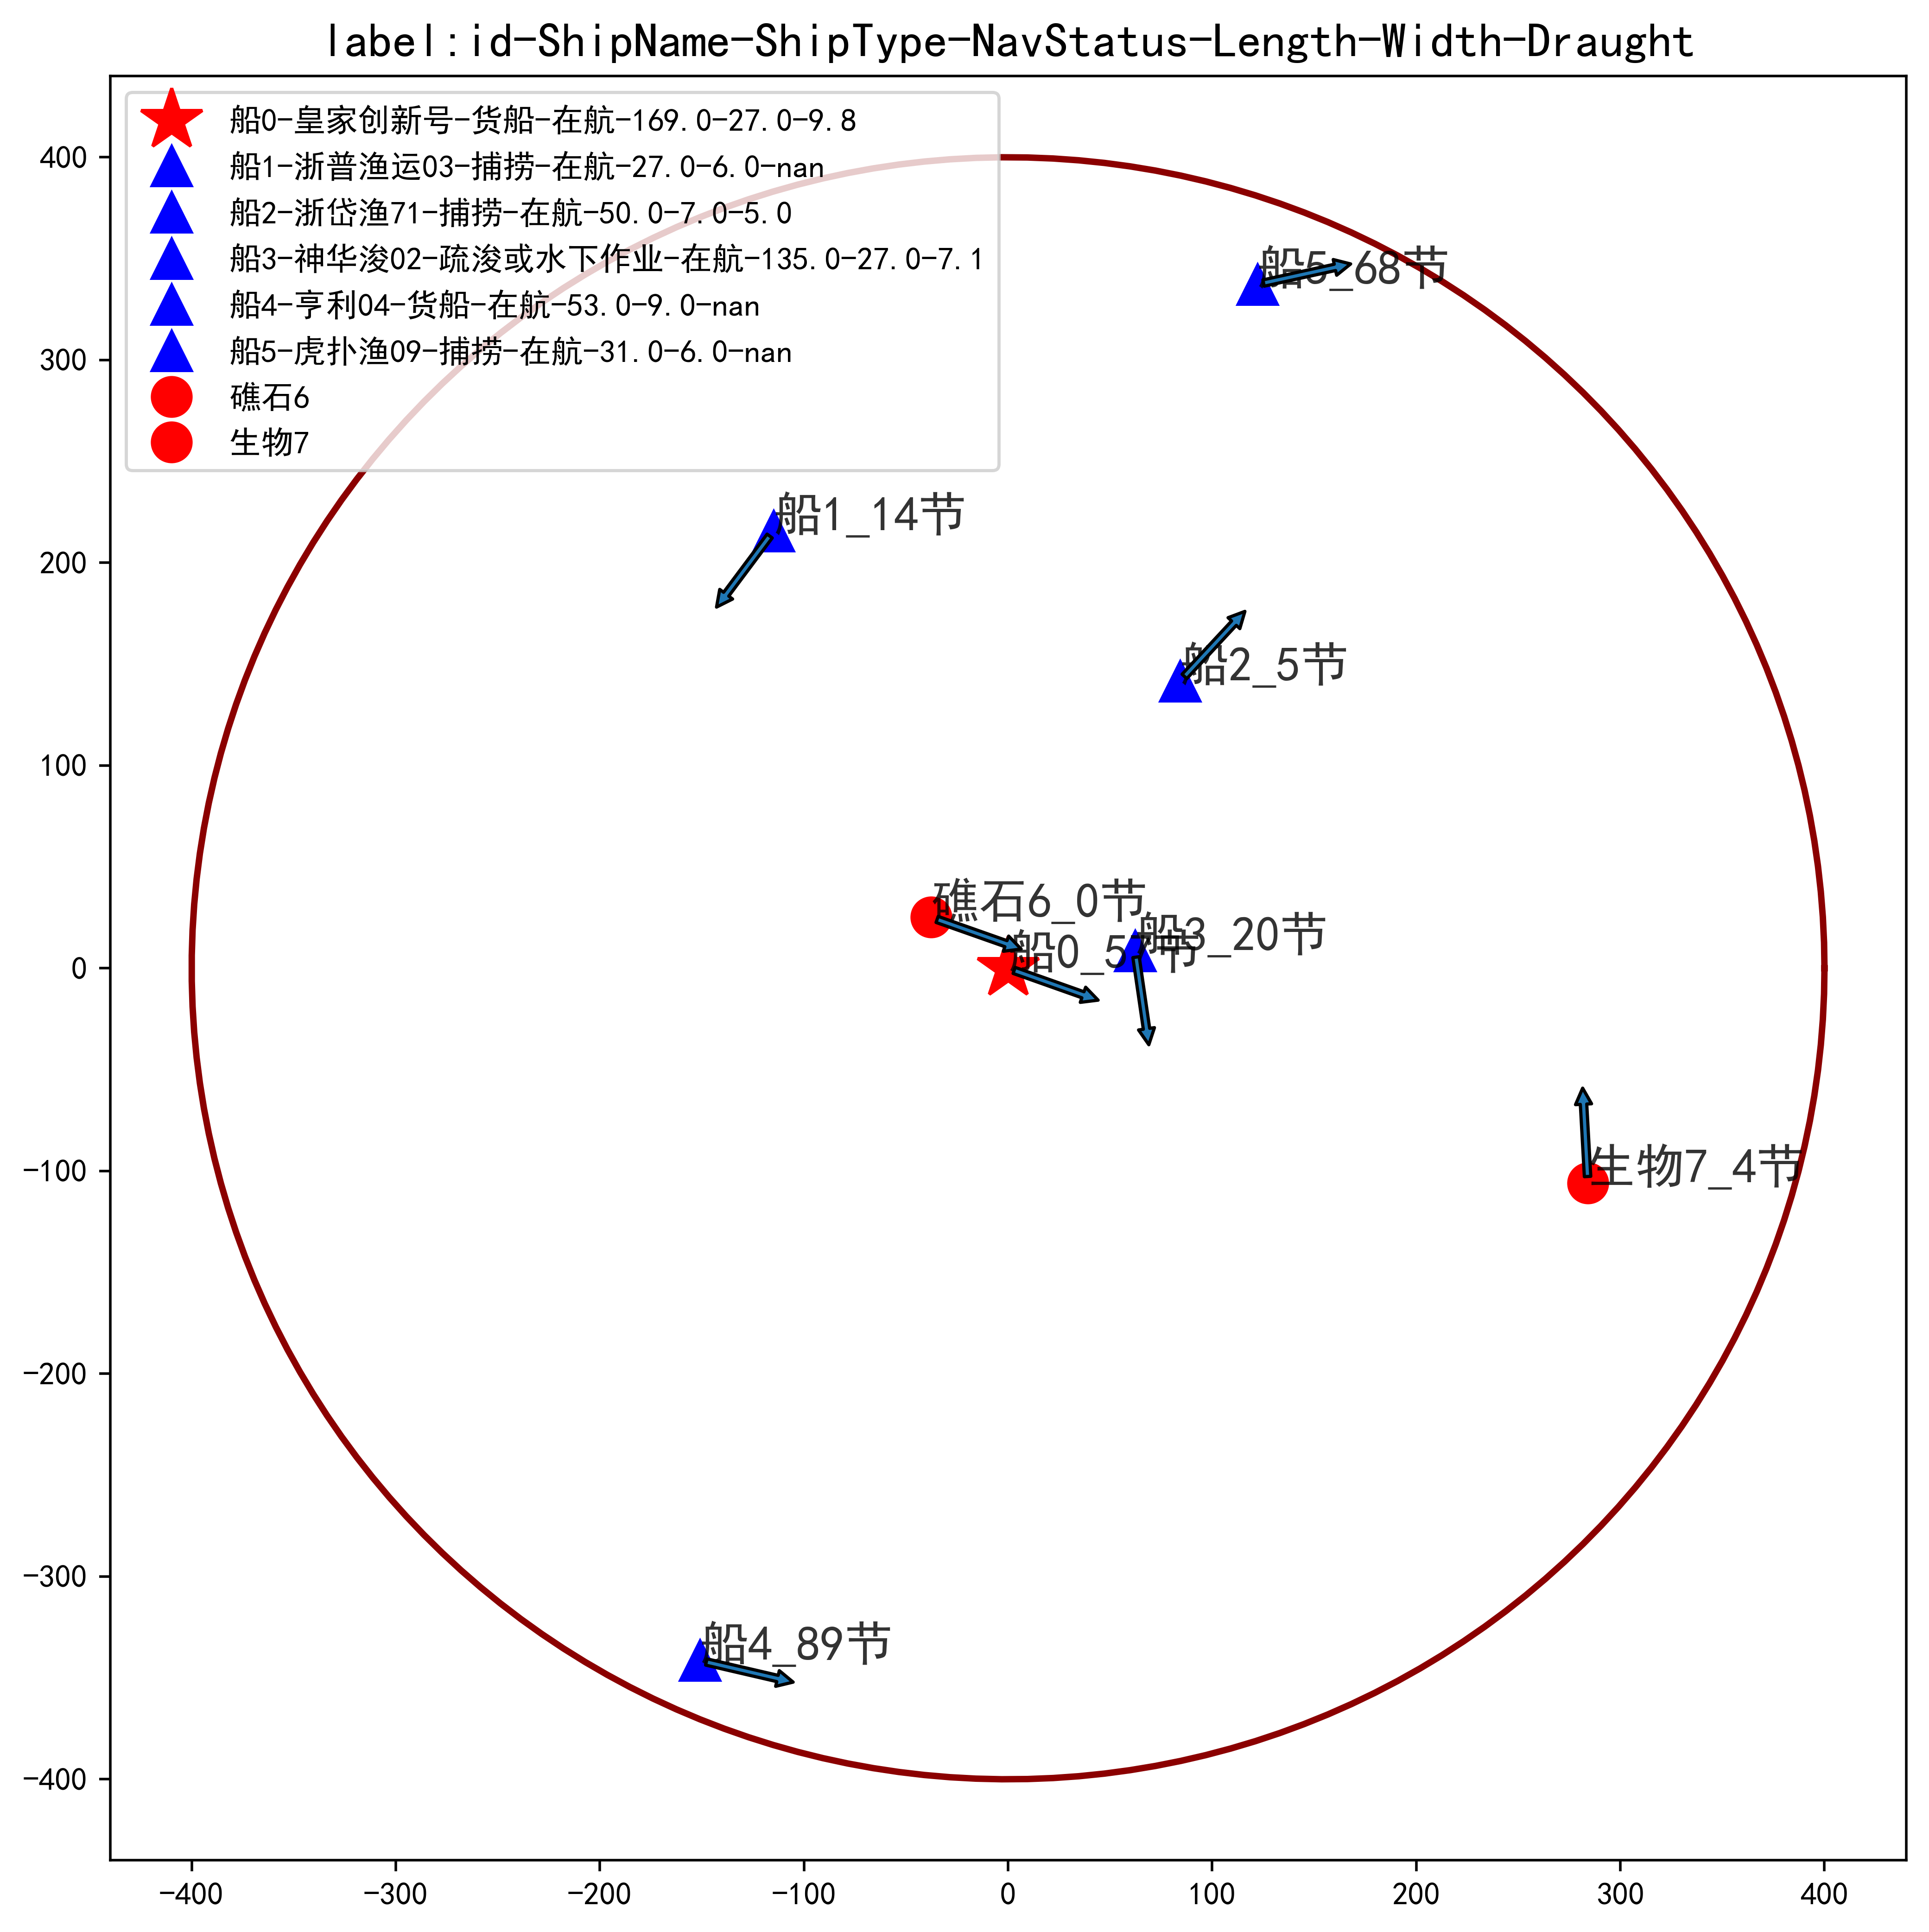 label:id-ShipName-ShipType-NavStatus-Length-Width-Draught
船0-皇家创新号-货船-在航-169.0-27.0-9.8
船1-浙普渔运03-捕捞-在航-27.0-6.0-nan
船2-浙岱渔71-捕捞-在航-50.0-7.0-5.0
船3-神华浚02-疏浚或水下作业-在航-135.0-27.0-7.1
船4-亨利04-货船-在航-53.0-9.0-nan
船5-虎扑渔09-捕捞-在航-31.0-6.0-nan
礁石6
生物7
400
300
200
100
0
-100
-200
-300
-400
船5_68节
船1_14节
船2_5节
礁石6_0节
船3_20节
船0_5
节
生物7_4节
船4_89节
-400
-300
-200
-100
0
100
200
300
400